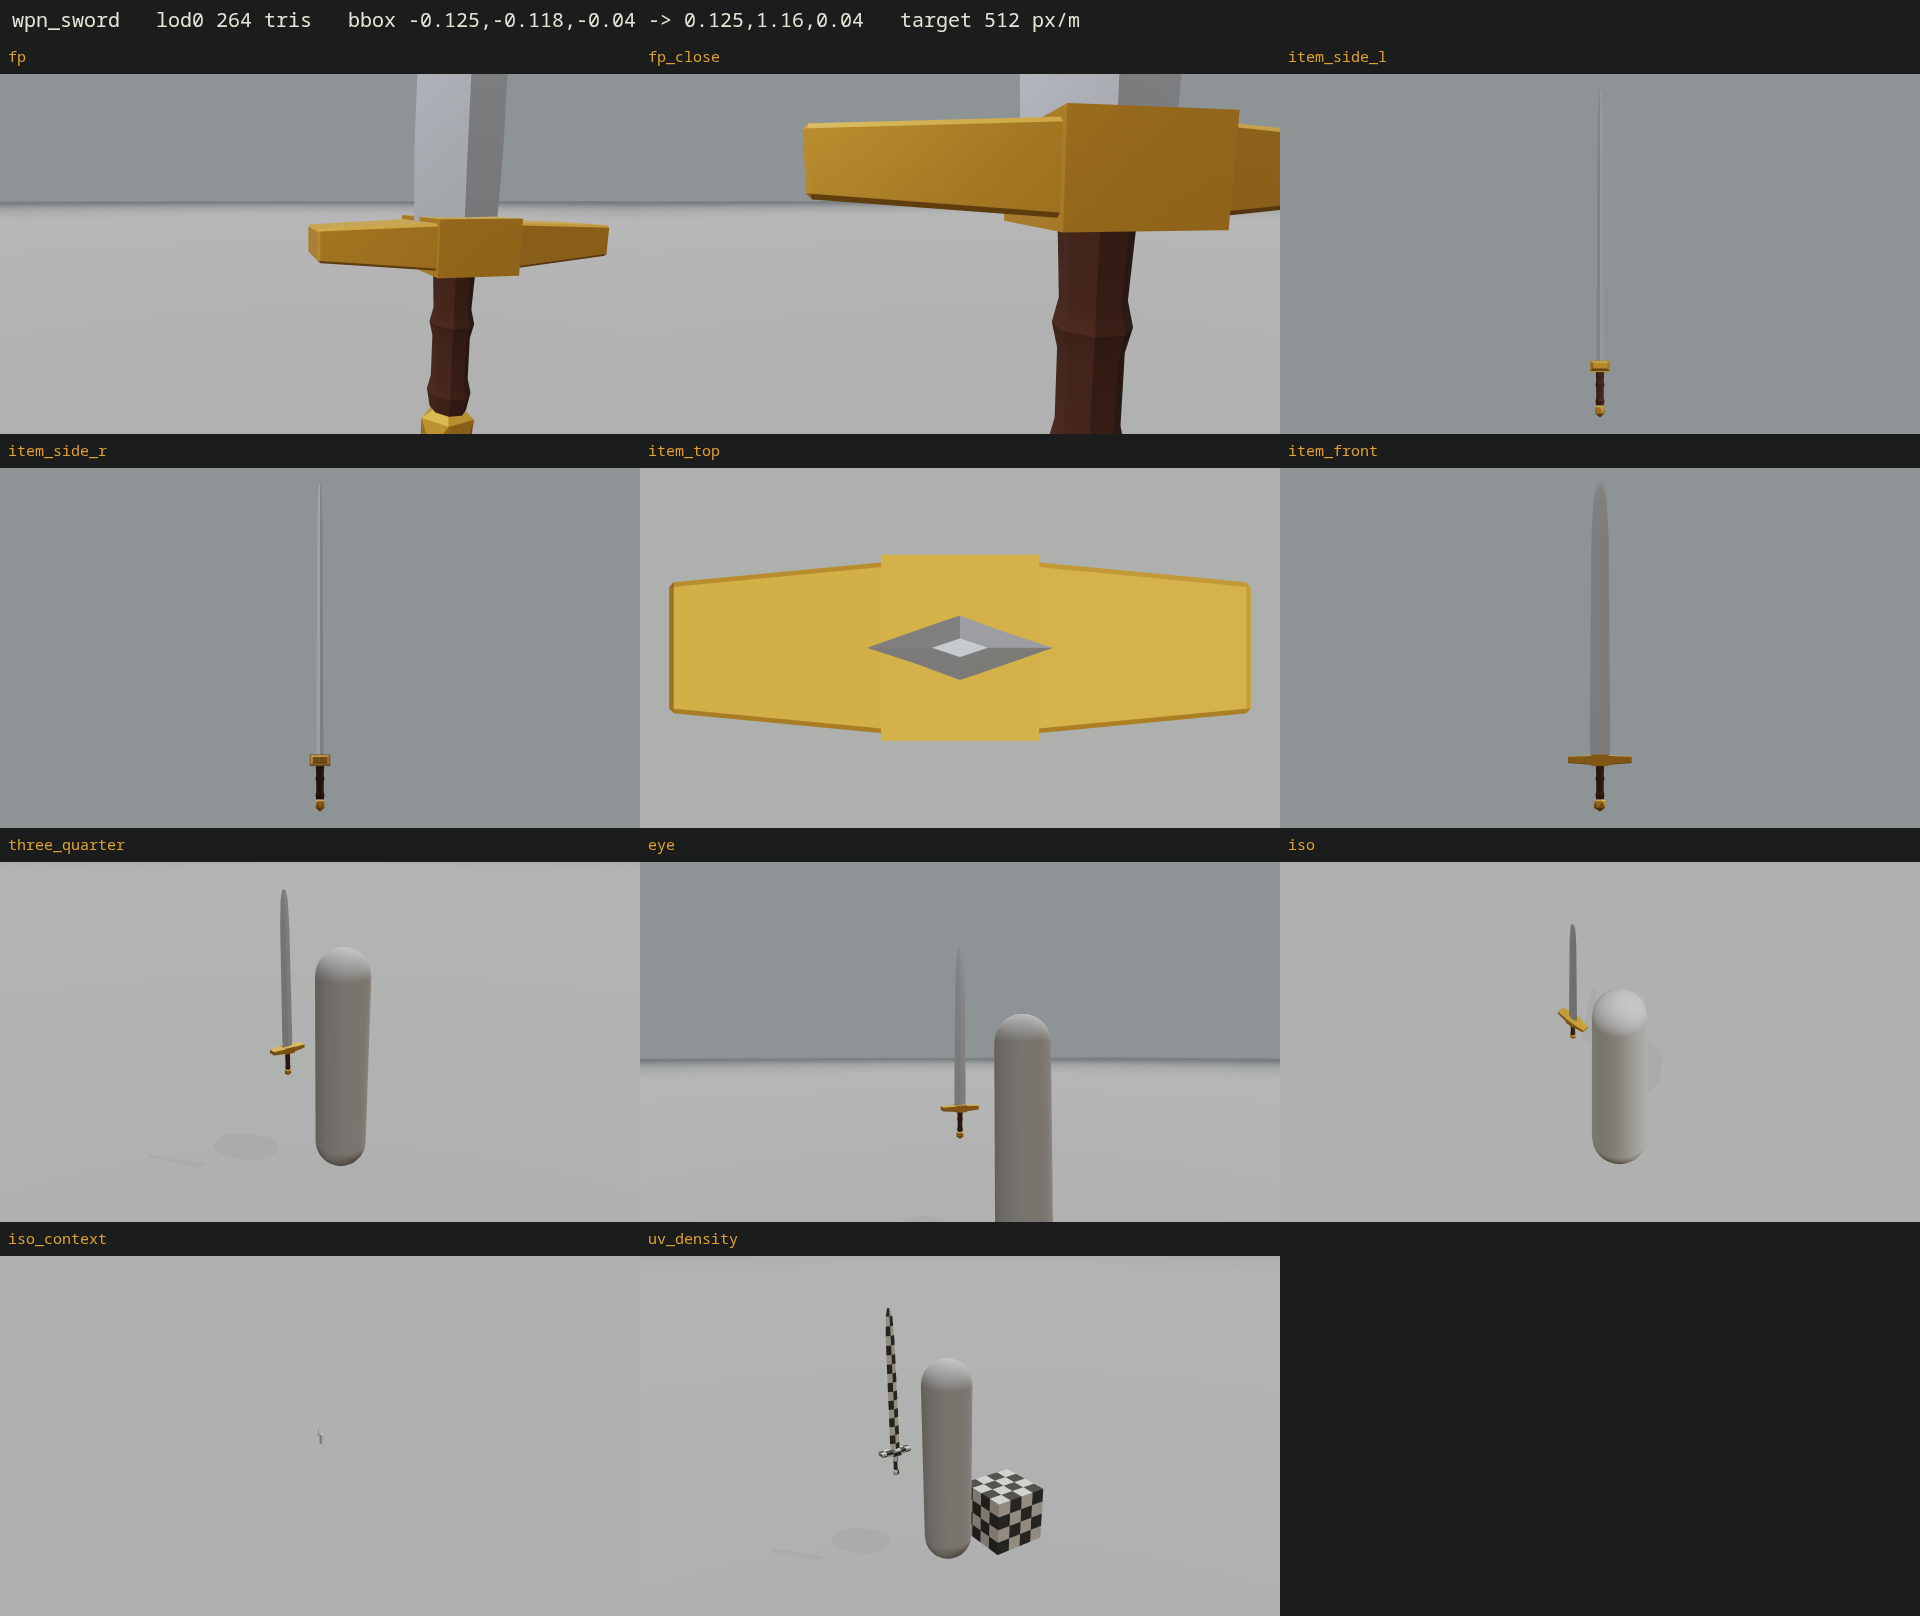 wpn_sword lod0 264 tris bbox -0.125,-0.118,-0.04 -> 0.125,1.16,0.04 target 512 px/m
fp
fp_close
item_side_l
item_side_r
item_top
item_front
three_quarter
eye
iso
iso_context
uv_density